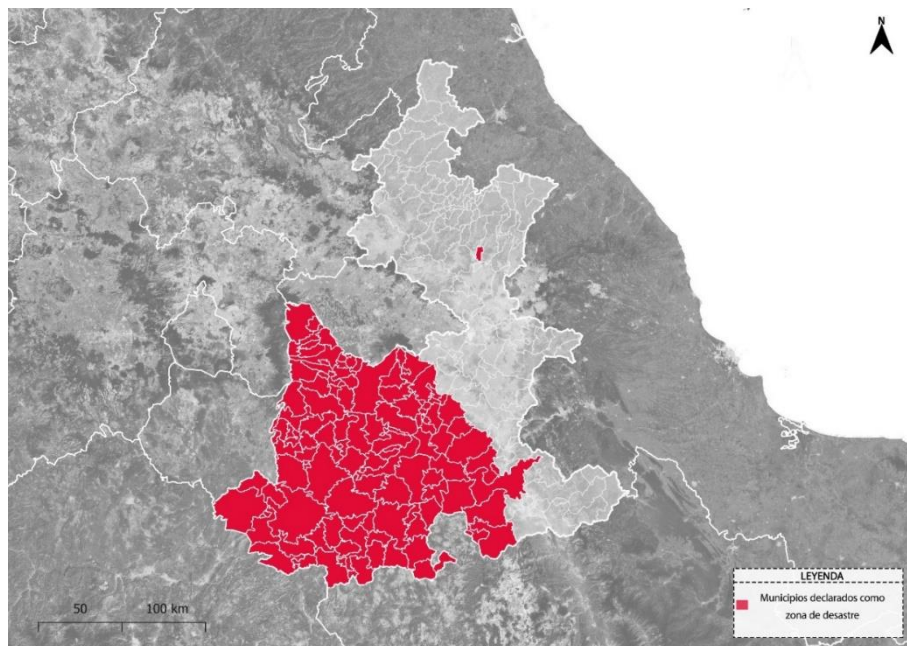 N
LEYENDA
Municipios declarados como
zona de desastre
50 100 km